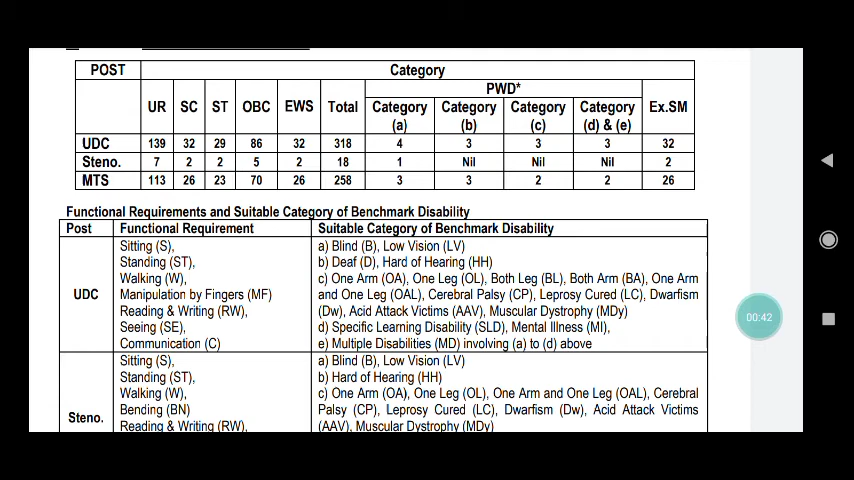 POST Category
PWD*
UR SC ST OBC EWS Total Category (a) Category (b) Category (c) Category (d) & (e) Ex.SM
UDC 139 32 29 86 32 318 4 3 3 3 32
Steno. 7 2 2 5 2 18 1 Nil Nil Nil 2
MTS 113 26 23 70 26 258 3 3 2 2 26
Functional Requirements and Suitable Category of Benchmark Disability
Post Functional Requirement Suitable Category of Benchmark Disability
UDC
Sitting (S),
Standing (ST),
Walking (W),
Manipulation by Fingers (MF)
Reading & Writing (RW),
Seeing (SE),
Communication (C)
a) Blind (B), Low Vision (LV)
b) Deaf (D), Hard of Hearing (HH)
c) One Arm (OA), One Leg (OL), Both Leg (BL), Both Arm (BA), One Arm
and One Leg (OAL), Cerebral Palsy (CP), Leprosy Cured (LC), Dwarfism
(Dw), Acid Attack Victims (AAV), Muscular Dystrophy (MDy)
d) Specific Learning Disability (SLD), Mental Illness (MI),
e) Multiple Disabilities (MD) involving (a) to (d) above
Steno.
Sitting (S),
Standing (ST),
Walking (W),
Bending (BN)
Reading & Writing (RW),
a) Blind (B), Low Vision (LV)
b) Hard of Hearing (HH)
c) One Arm (OA), One Leg (OL), One Arm and One Leg (OAL), Cerebral
Palsy (CP), Leprosy Cured (LC), Dwarfism (Dw), Acid Attack Victims
(AAV), Muscular Dystrophy (MDy)
00:42